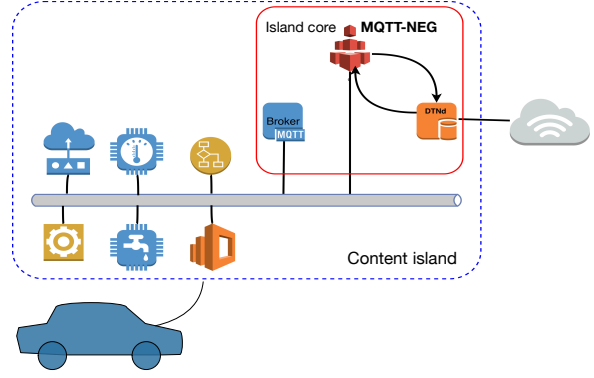 Island core MQTT-NEG
DTNd
Broker
MQTT
Content island